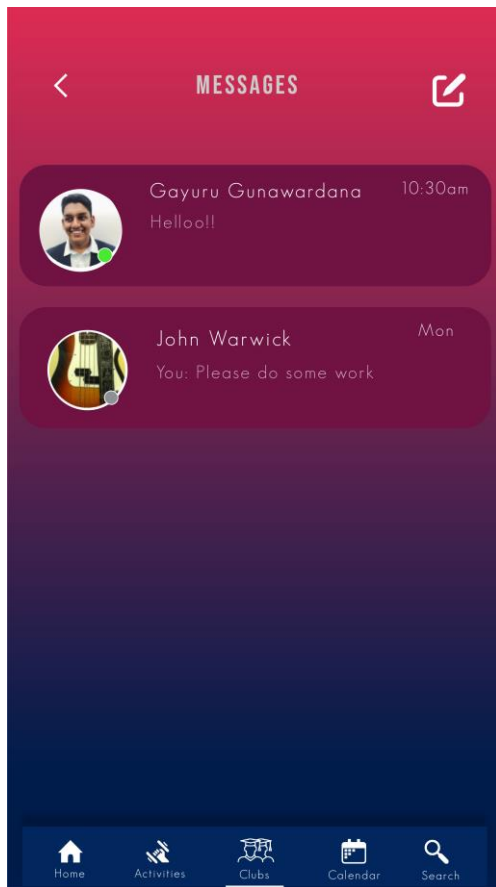 MESSAGES
Gayuru Gunawardana 10:30am
Helloo!!
John Warwick Mon
You: Please do some work
Home Activities Clubs Calendar Search